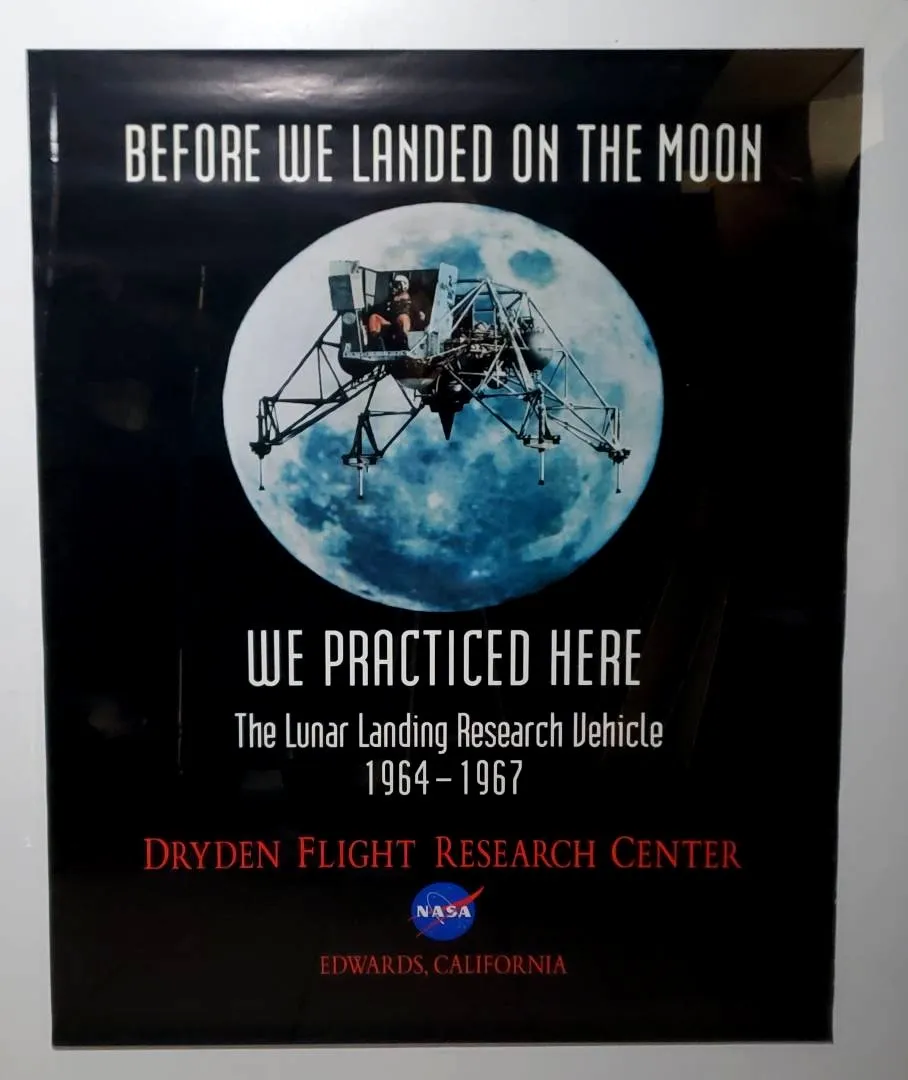 BEFORE WE LANDED ON THE MOON
WE PRACTICED HERE
The Lunar Landing Research Vehicle
1964–1967
DRYDEN FLIGHT RESEARCH CENTER
NASA
EDWARDS, CALIFORNIA